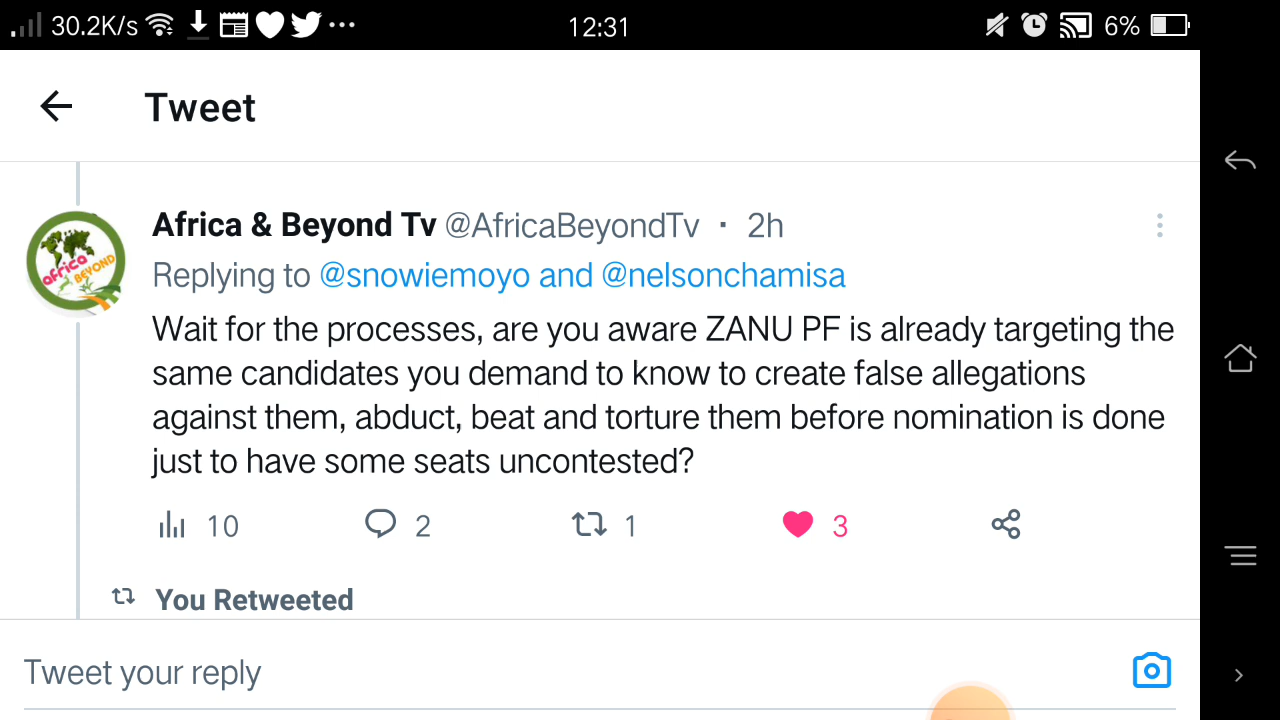 30.2K/s 12:31 6%
Tweet
Africa & Beyond Tv @AfricaBeyondTv · 2h
Replying to @snowiemoyo and @nelsonchamisa
africa
BEYOND
Wait for the processes, are you aware ZANU PF is already targeting the
same candidates you demand to know to create false allegations
against them, abduct, beat and torture them before nomination is done
just to have some seats uncontested?
10 2 1 3
You Retweeted
Tweet your reply